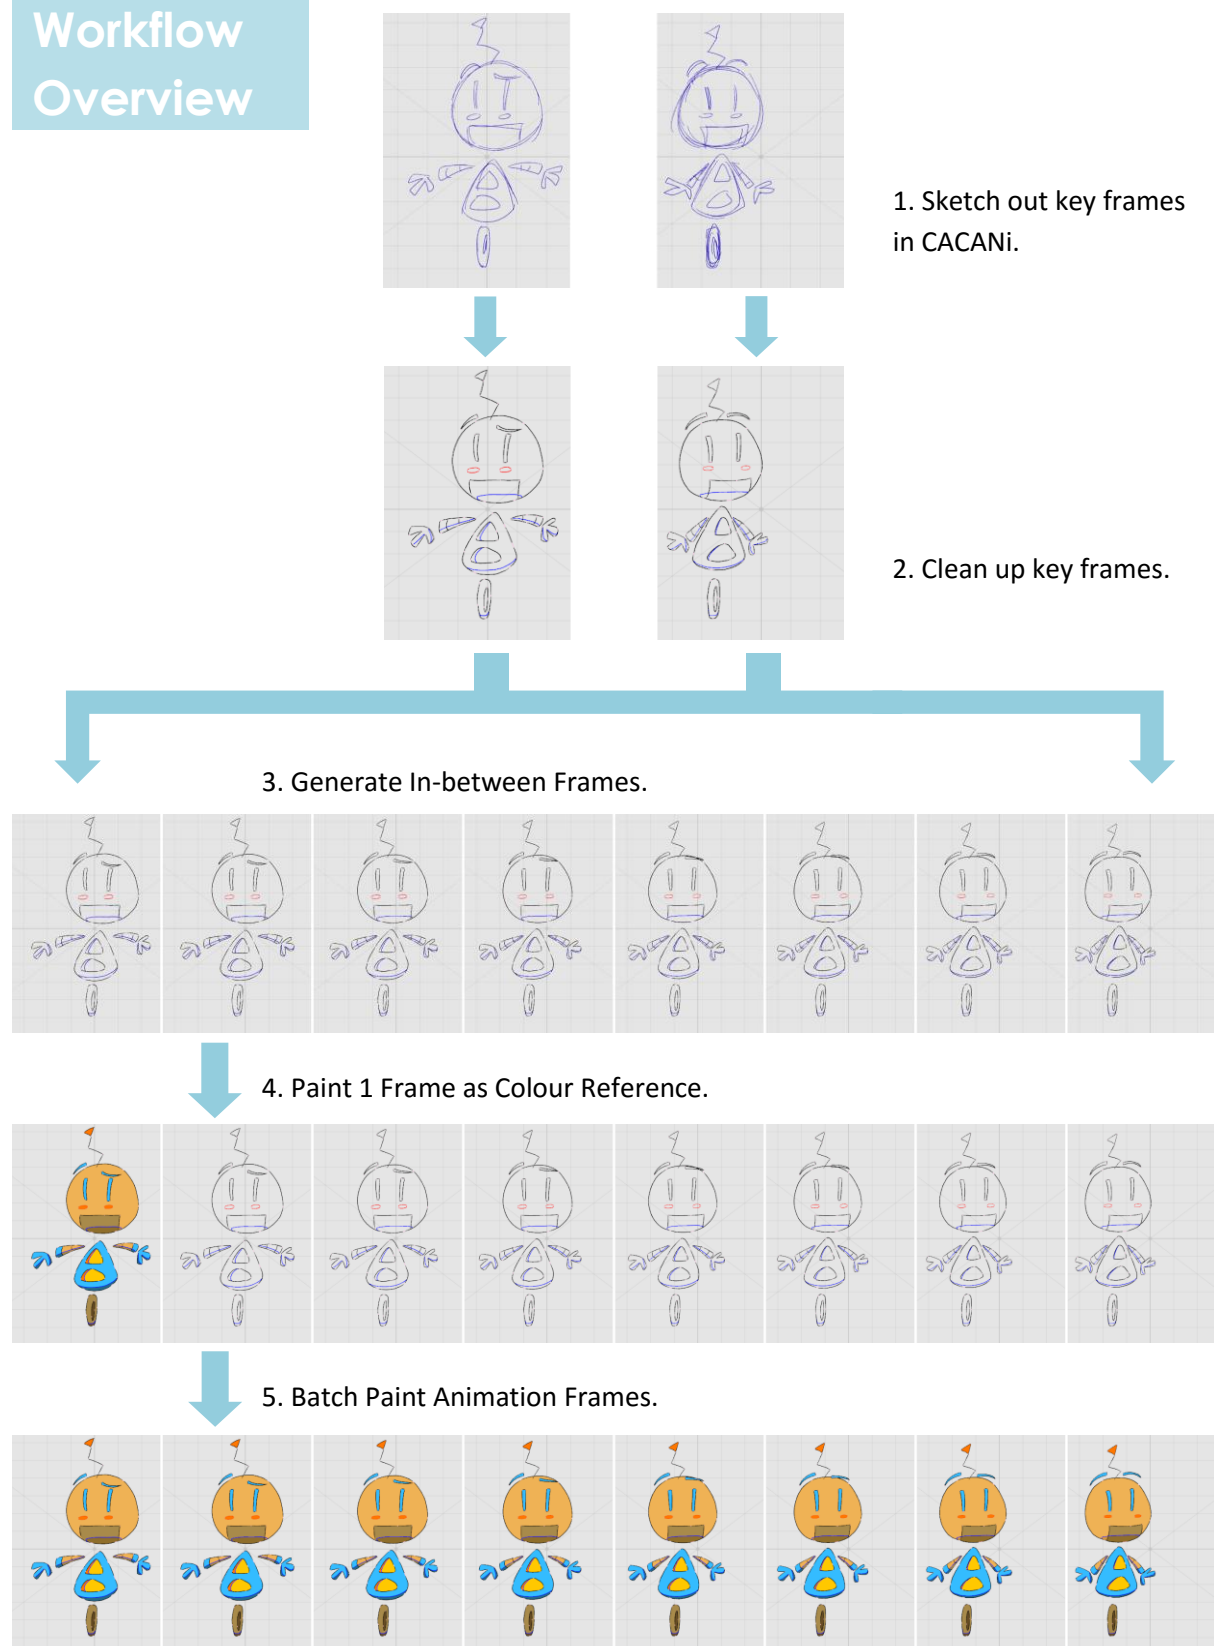 Workflow
Overview
1. Sketch out key frames
in CACANi.
2. Clean up key frames.
3. Generate In-between Frames.
4. Paint 1 Frame as Colour Reference.
5. Batch Paint Animation Frames.